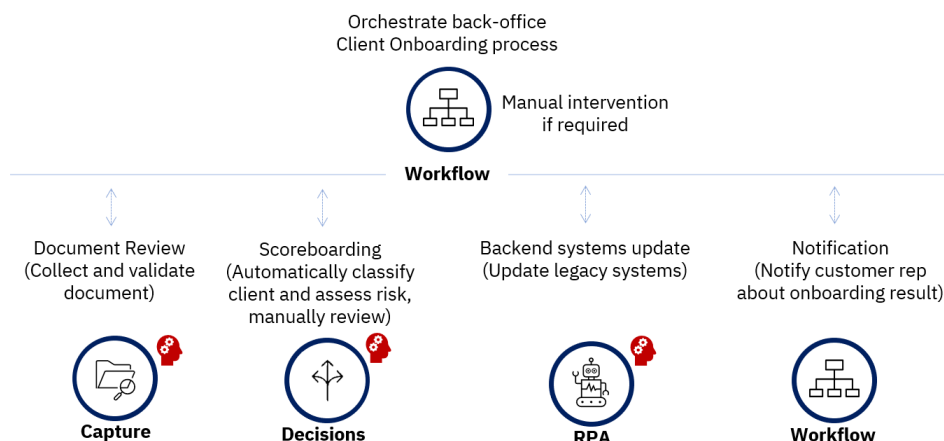 Orchestrate back-office
Client Onboarding process
Manual intervention
if required
Workflow
Document Review
(Collect and validate
document)
Scoreboarding
(Automatically classify
client and assess risk,
manually review)
Backend systems update
(Update legacy systems)
Notification
(Notify customer rep
about onboarding result)
Capture
Decisions
RPA
Workflow